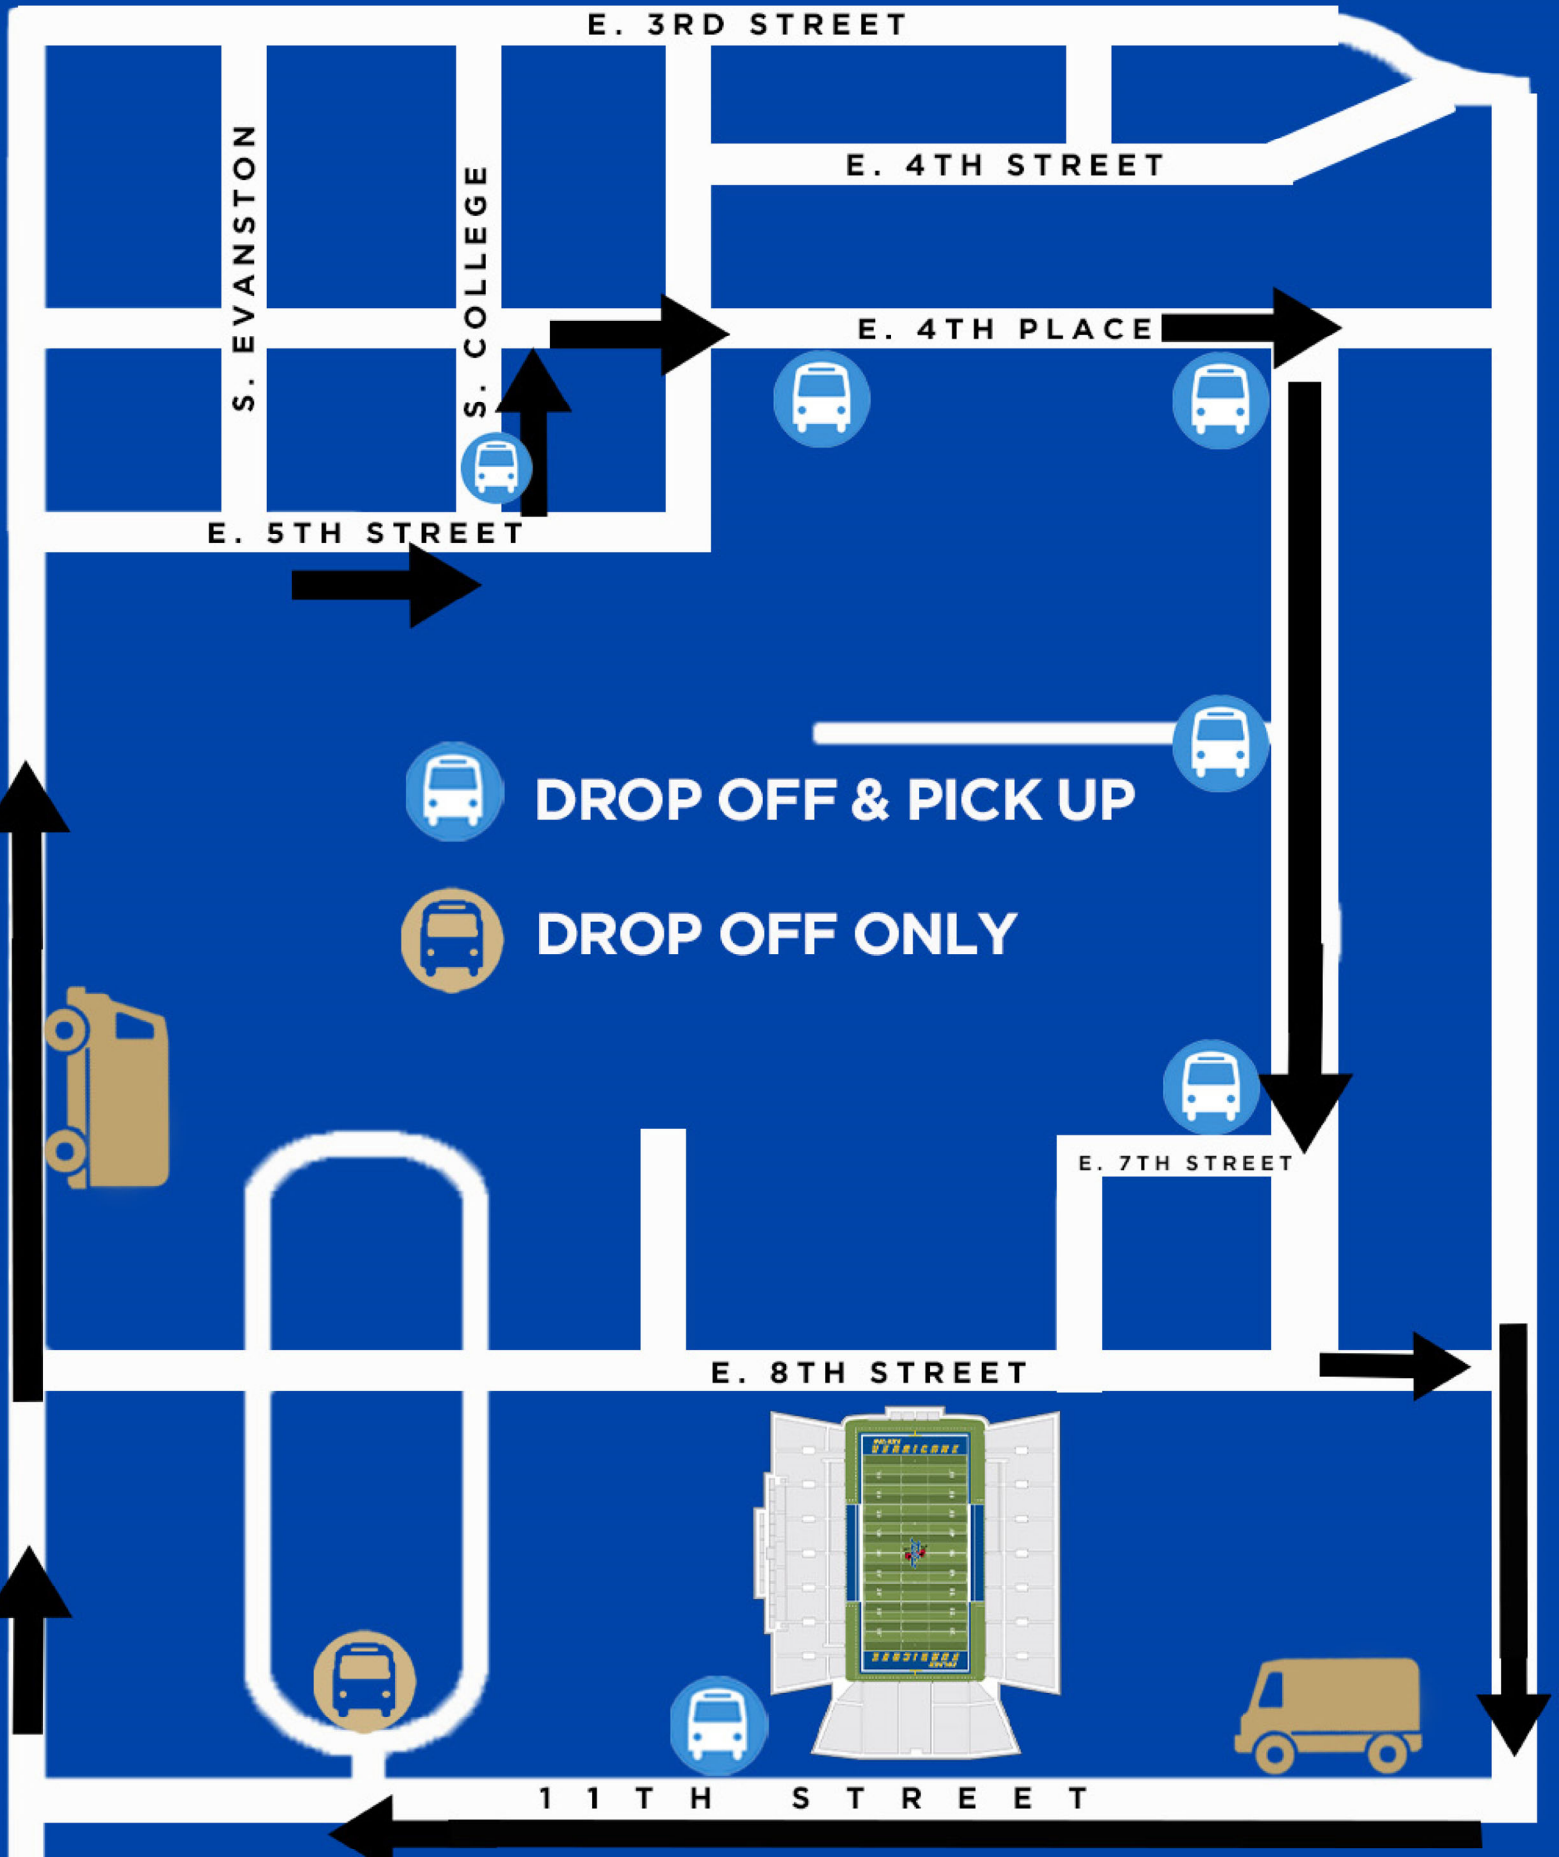 E. 3RD STREET
E. 4TH STREET
S. EVANSTON
S. COLLEGE
E. 4TH PLACE
E. 5TH STREET
DROP OFF & PICK UP
DROP OFF ONLY
E. 7TH STREET
E. 8TH STREET
11TH STREET